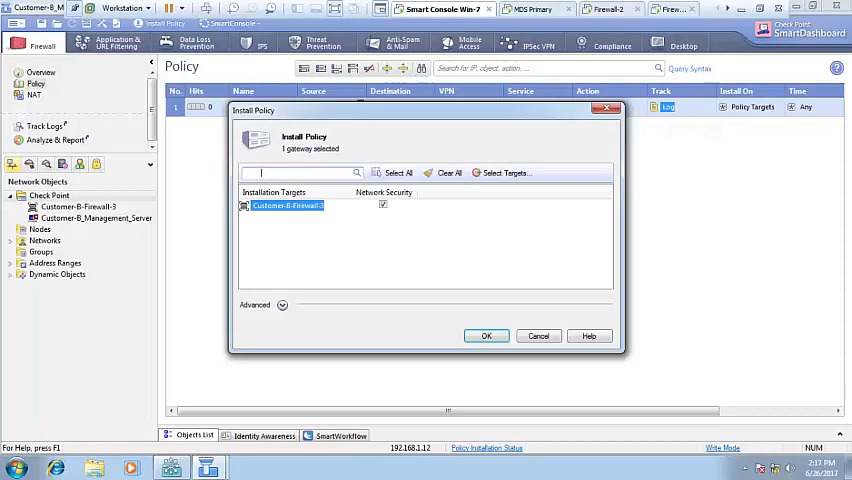 Customer-B_M
Workstation
Smart Console Win-7
MDS Primary
Firewall-2
Firew...
Install Policy
SmartConsole
Check Point
SmartDashboard
Firewall
Application &
URL Filtering
Data Loss
Prevention
IPS
Threat
Prevention
Anti-Spam
& Mail
Mobile
Access
IPSec VPN
Compliance
Desktop
Overview
Policy
NAT
Track Logs
Analyze & Report
Network Objects
Check Point
Customer-B-Firewall-3
Customer-B_Management_Server
Nodes
Networks
Groups
Address Ranges
Dynamic Objects
Policy
Search for IP, object, action, ...
Query Syntax
No. Hits Name Source Destination VPN Service Action Track Install On Time
1 0 Log Policy Targets Any
Install Policy
Install Policy
1 gateway selected
Select All Clear All Select Targets...
Installation Targets Network Security
Customer-B-Firewall-3
Advanced
OK Cancel Help
Objects List Identity Awareness SmartWorkflow
For Help, press F1 192.168.1.12 Policy Installation Status Write Mode NUM
2:17 PM
6/26/2017